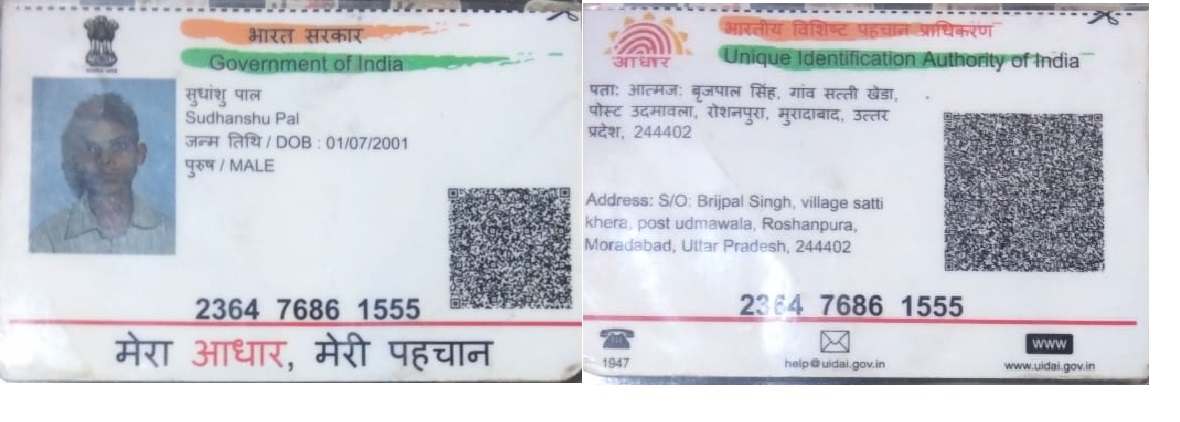 भारत सरकार
Government of India
सुधांशु पाल
Sudhanshu Pal
जन्म तिथि / DOB : 01/07/2001
पुरुष / MALE
2364 7686 1555
मेरा आधार, मेरी पहचान
भारतीय विशिष्ट पहचान प्राधिकरण
आधार
Unique Identification Authority of India
पता: आत्मज: बृजपाल सिंह, गांव सत्ती खेडा,
पोस्ट उदमावला, रोशनपुरा, मुरादाबाद, उत्तर
प्रदेश, 244402
Address: S/O: Brijpal Singh, village satti
khera, post udmawala, Roshanpura,
Moradabad, Uttar Pradesh, 244402
2364 7686 1555
1947
help@uidai.gov.in
WWW
www.uidai.gov.in